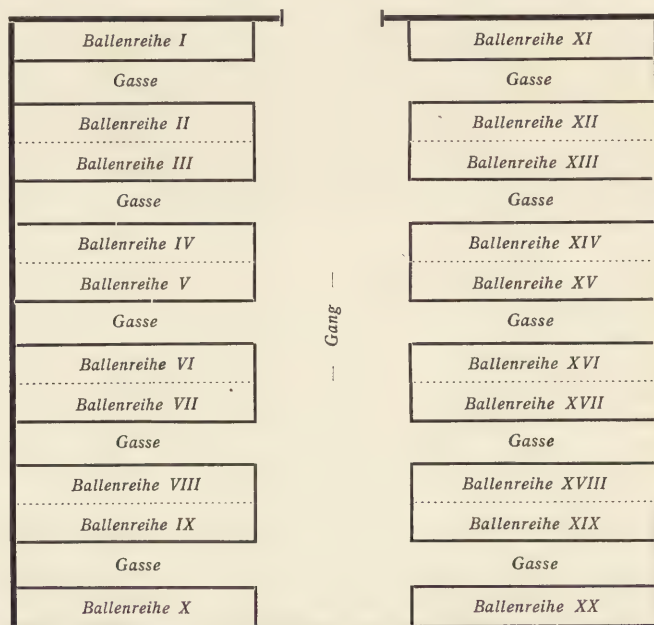 Ballenreihe I
Gasse
Ballenreihe II
Ballenreihe III
Gasse
Ballenreihe IV
Ballenreihe V
Gasse
Ballenreihe VI
Ballenreihe VII
Gasse
Ballenreihe VIII
Ballenreihe IX
Gasse
Ballenreihe X
— Gang —
Ballenreihe XI
Gasse
Ballenreihe XII
Ballenreihe XIII
Gasse
Ballenreihe XIV
Ballenreihe XV
Gasse
Ballenreihe XVI
Ballenreihe XVII
Gasse
Ballenreihe XVIII
Ballenreihe XIX
Gasse
Ballenreihe XX